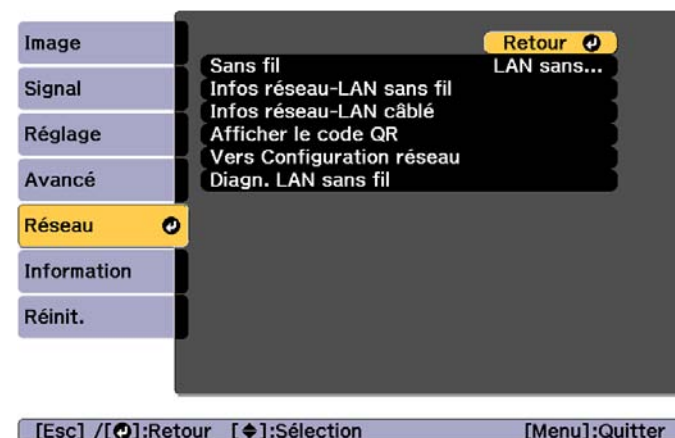 Image
Signal
Réglage
Avancé
Réseau
Information
Réinit.
Retour
Sans fil LAN sans...
Infos réseau-LAN sans fil
Infos réseau-LAN câblé
Afficher le code QR
Vers Configuration réseau
Diagn. LAN sans fil
[Esc] /[⏎]:Retour [◆]:Sélection [Menu]:Quitter